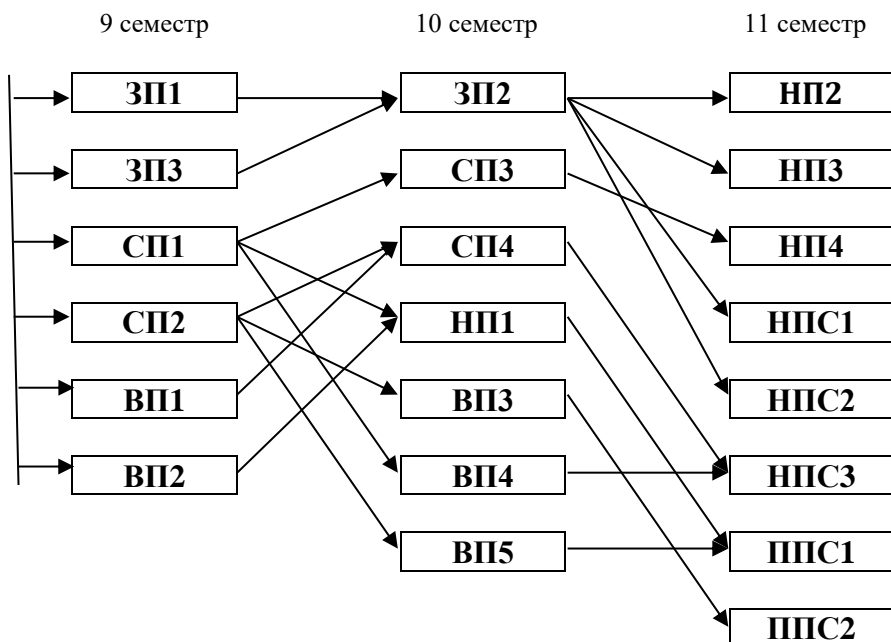 9 семестр 10 семестр 11 семестр
ЗП1 ЗП2 НП2
ЗП3 СП3 НП3
СП1 СП4 НП4
СП2 НП1 НПС1
ВП1 ВП3 НПС2
ВП2 ВП4 НПС3
ВП5 ППС1
ППС2